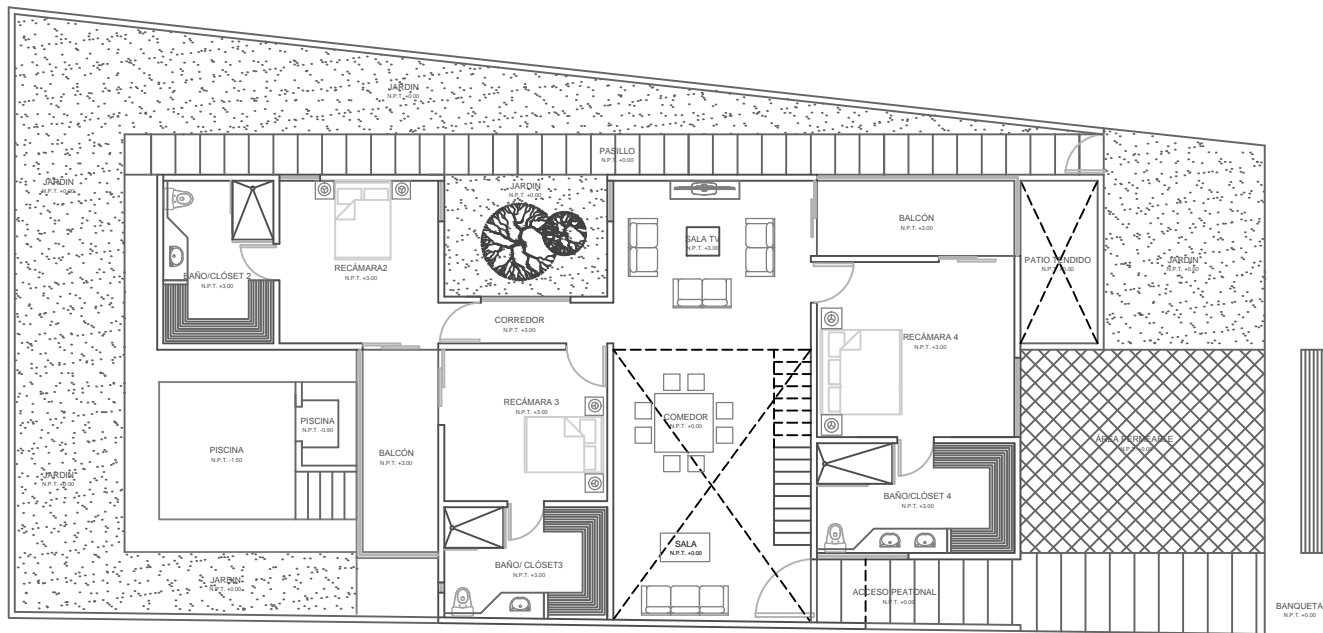 JARDIN
N.P.T. +0.00
PASILLO
N.P.T. +0.00
JARDIN
N.P.T. +0.00
JARDIN
N.P.T. +0.00
BALCÓN
N.P.T. +3.00
SALA TV
N.P.T. +3.00
BAÑO/CLÓSET 2
N.P.T. +3.00
RECÁMARA2
N.P.T. +3.00
PATIO TENDIDO
N.P.T. +0.00
JARDIN
N.P.T. +0.00
CORREDOR
N.P.T. +3.00
RECÁMARA 4
N.P.T. +3.00
RECÁMARA 3
N.P.T. +3.00
COMEDOR
N.P.T. +0.00
PISCINA
N.P.T. -0.90
PISCINA
N.P.T. -1.50
BALCÓN
N.P.T. +3.00
ÁREA PERMEABLE
N.P.T. +0.00
JARDIN
N.P.T. +0.00
BAÑO/CLÓSET 4
N.P.T. +3.00
SALA
N.P.T. +0.00
BAÑO/ CLÓSET3
N.P.T. +3.00
JARDIN
N.P.T. +0.00
ACCESO PEATONAL
N.P.T. +0.00
BANQUETA
N.P.T. +0.00